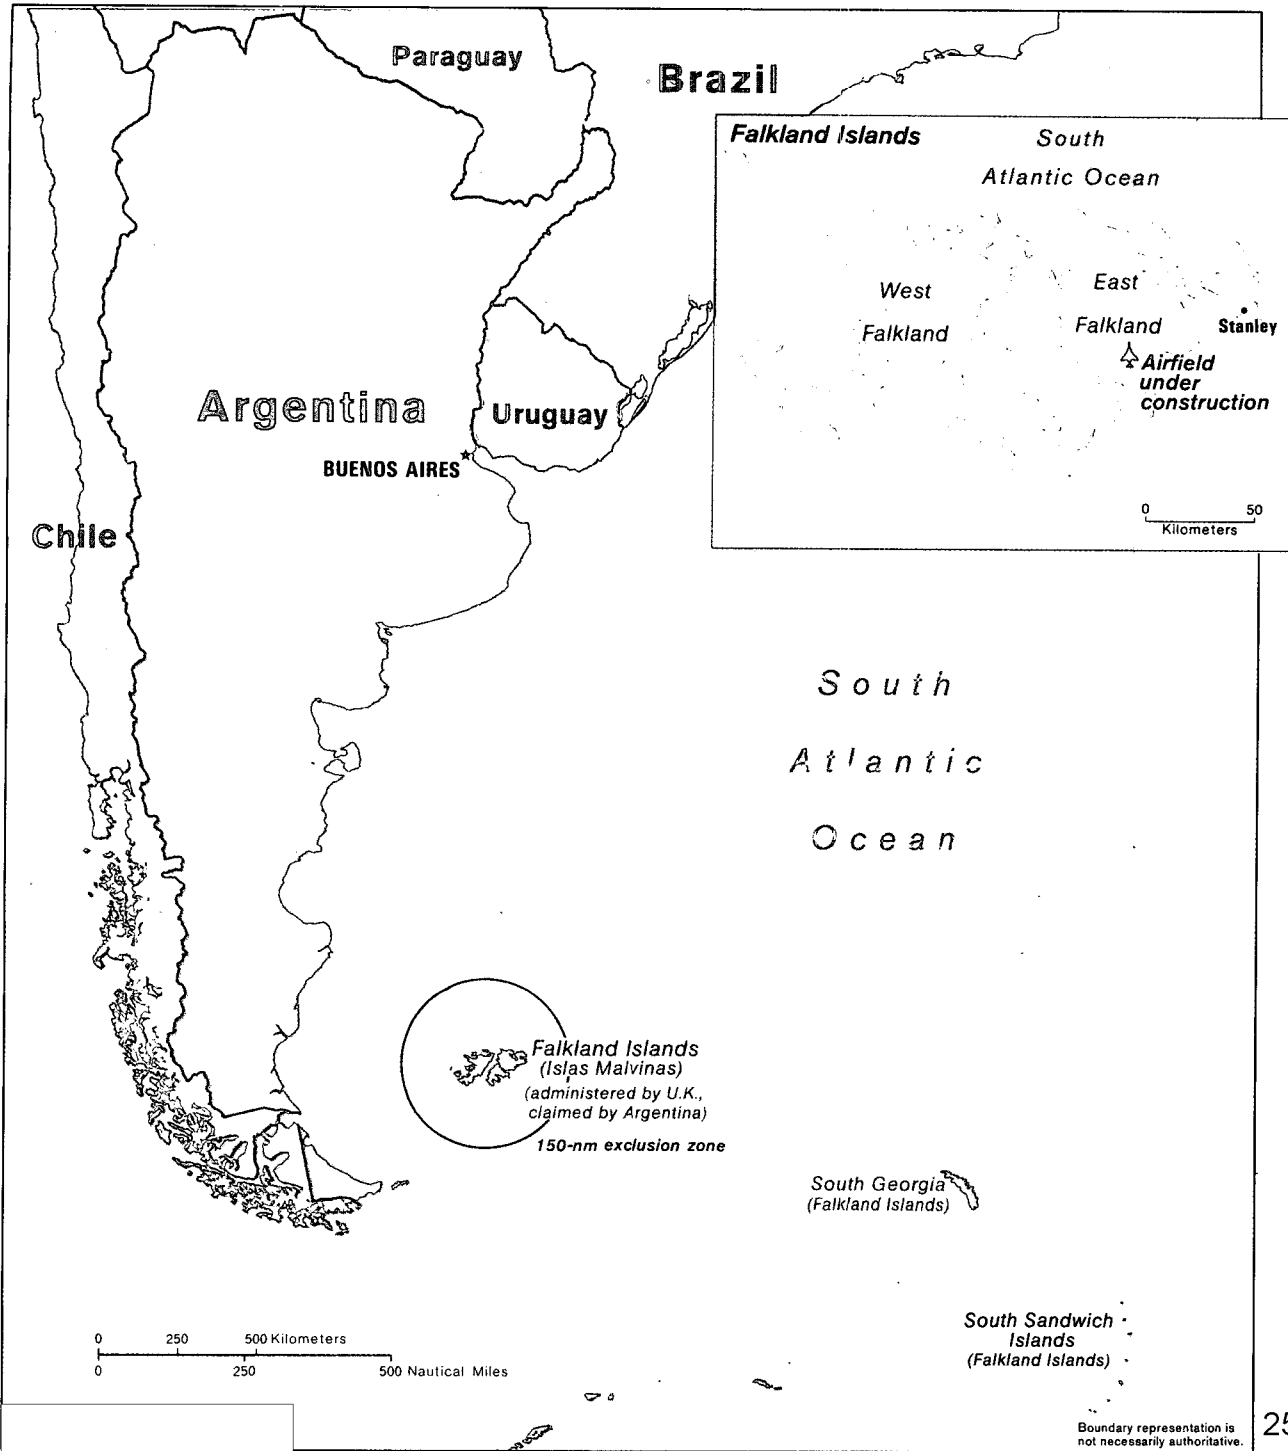 Paraguay
Brazil
Falkland Islands
South
Atlantic Ocean
West
Falkland
East
Falkland
Stanley
Airfield
under
construction
0 50
Kilometers
Argentina
Uruguay
BUENOS AIRES
Chile
South
Atlantic
Ocean
Falkland Islands
(Islas Malvinas)
(administered by U.K.,
claimed by Argentina)
150-nm exclusion zone
South Georgia
(Falkland Islands)
South Sandwich
Islands
(Falkland Islands)
0 250 500 Kilometers
0 250 500 Nautical Miles
Boundary representation is
not necessarily authoritative.
25